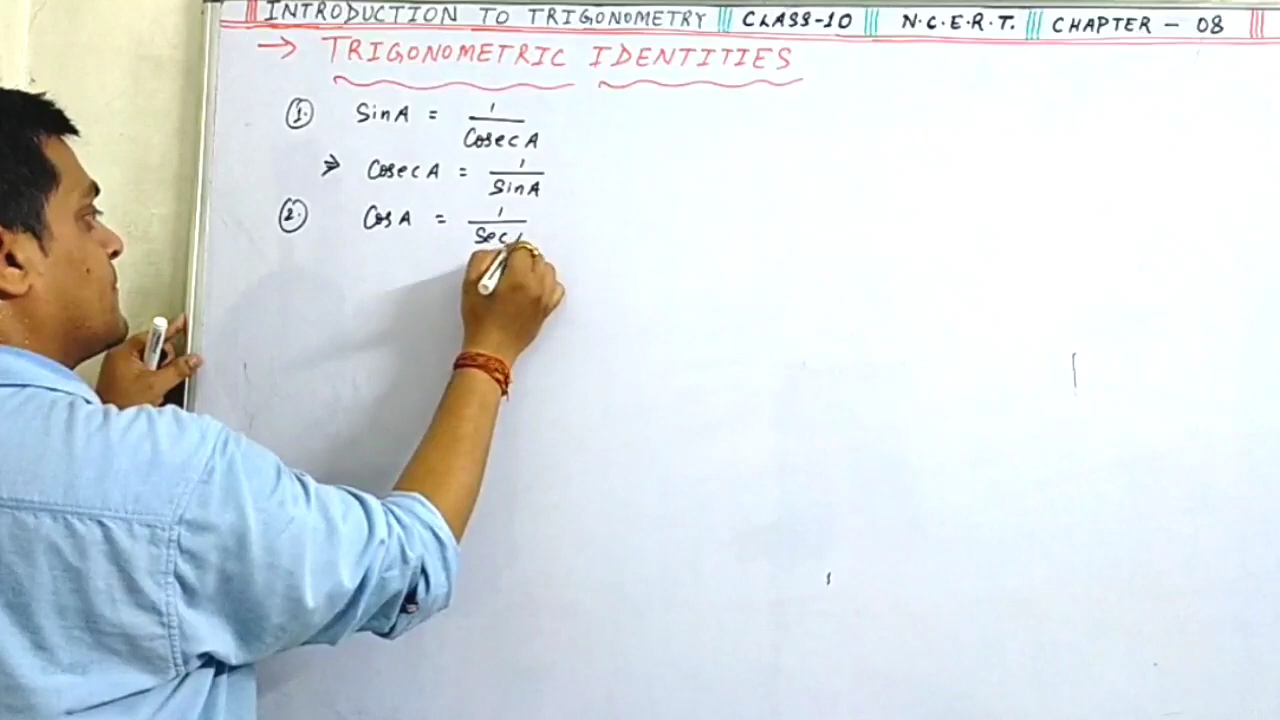 INTRODUCTION TO TRIGONOMETRY ||| CLASS-10 ||| N.C.E.R.T. ||| CHAPTER - 08
→ TRIGONOMETRIC IDENTITIES
1. SinA = 1/CosecA
⇒ CosecA = 1/SinA
2. CosA = 1/Sec